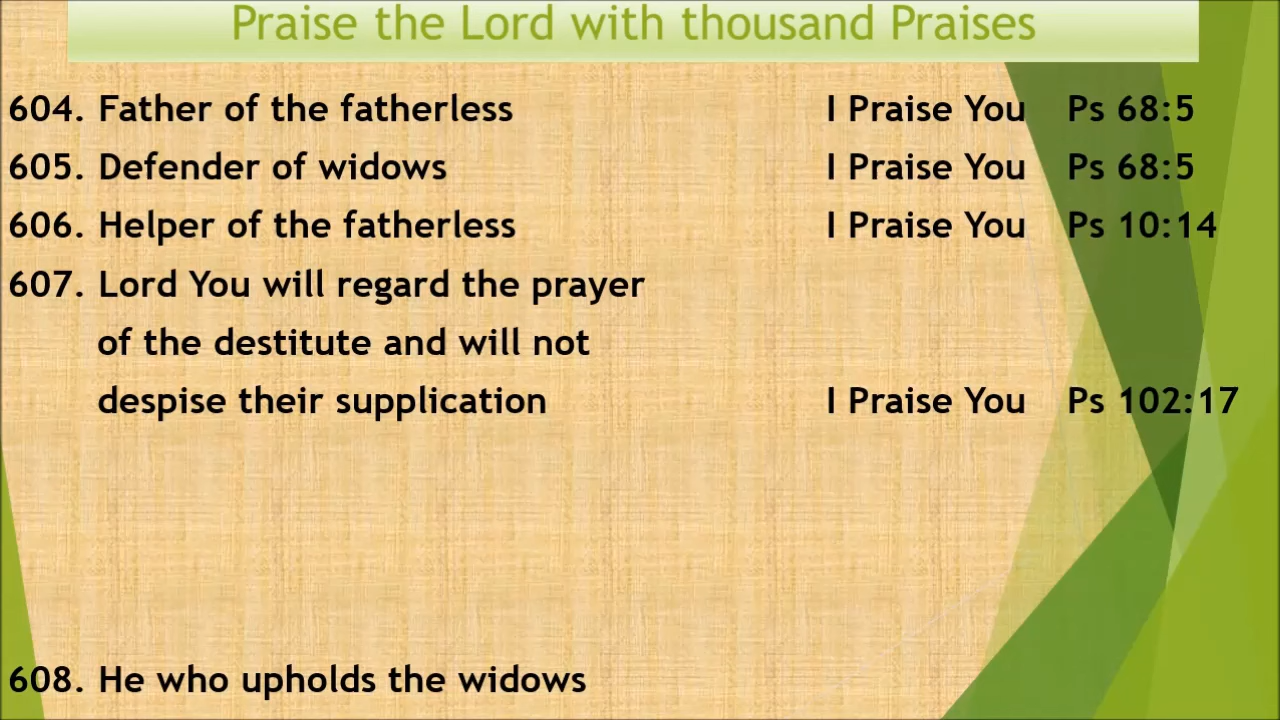 Praise the Lord with thousand Praises
604. Father of the fatherless I Praise You Ps 68:5
605. Defender of widows I Praise You Ps 68:5
606. Helper of the fatherless I Praise You Ps 10:14
607. Lord You will regard the prayer
of the destitute and will not
despise their supplication I Praise You Ps 102:17
608. He who upholds the widows